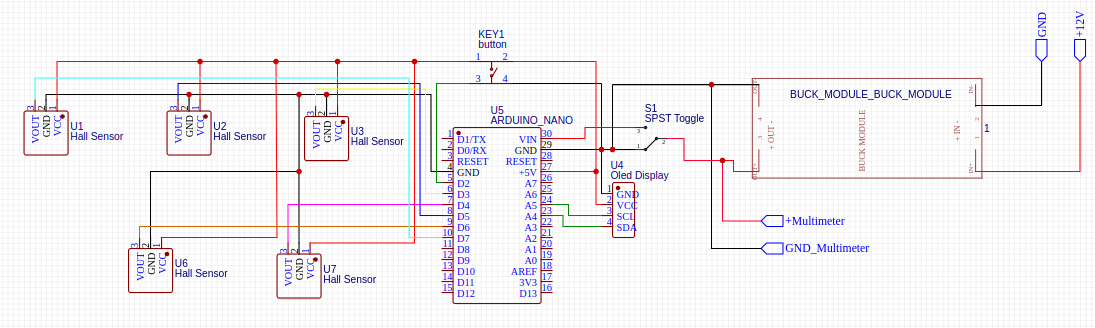 GND
+12V
KEY1
button
1
2
3
4
BUCK_MODULE_BUCK_MODULE
OUT-
IN-
4
2
+ OUT -
BUCK MODULE
+ IN -
1
3
1
OUT+
IN+
3
2
1
VOUT
GND
VCC
U1
Hall Sensor
3
2
1
VOUT
GND
VCC
U2
Hall Sensor
3
2
1
VOUT
GND
VCC
U3
Hall Sensor
U5
ARDUINO_NANO
1 D1/TX VIN 30
2 D0/RX GND 29
3 RESET RESET 28
4 GND +5V 27
5 D2 A7 26
6 D3 A6 25
7 D4 A5 24
8 D5 A4 23
9 D6 A3 22
10 D7 A2 21
11 D8 A1 20
12 D9 A0 19
13 D10 AREF 18
14 D11 3V3 17
15 D12 D13 16
S1
SPST Toggle
3
1
2
U4
Oled Display
1 GND
2 VCC
3 SCL
4 SDA
+Multimeter
GND_Multimeter
3
2
1
VOUT
GND
VCC
U6
Hall Sensor
3
2
1
VOUT
GND
VCC
U7
Hall Sensor